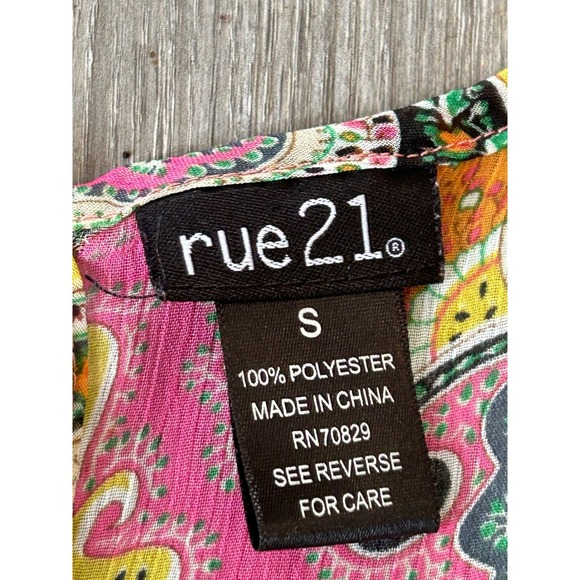 rue21®
S
100% POLYESTER
MADE IN CHINA
RN70829
SEE REVERSE
FOR CARE